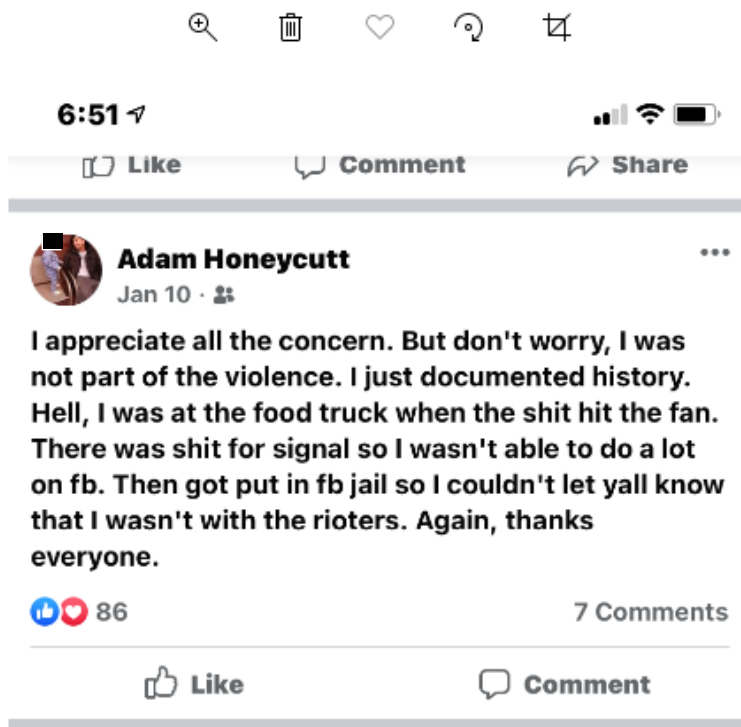 6:51
Like Comment Share
Adam Honeycutt
Jan 10 ·
I appreciate all the concern. But don't worry, I was
not part of the violence. I just documented history.
Hell, I was at the food truck when the shit hit the fan.
There was shit for signal so I wasn't able to do a lot
on fb. Then got put in fb jail so I couldn't let yall know
that I wasn't with the rioters. Again, thanks
everyone.
86 7 Comments
Like Comment